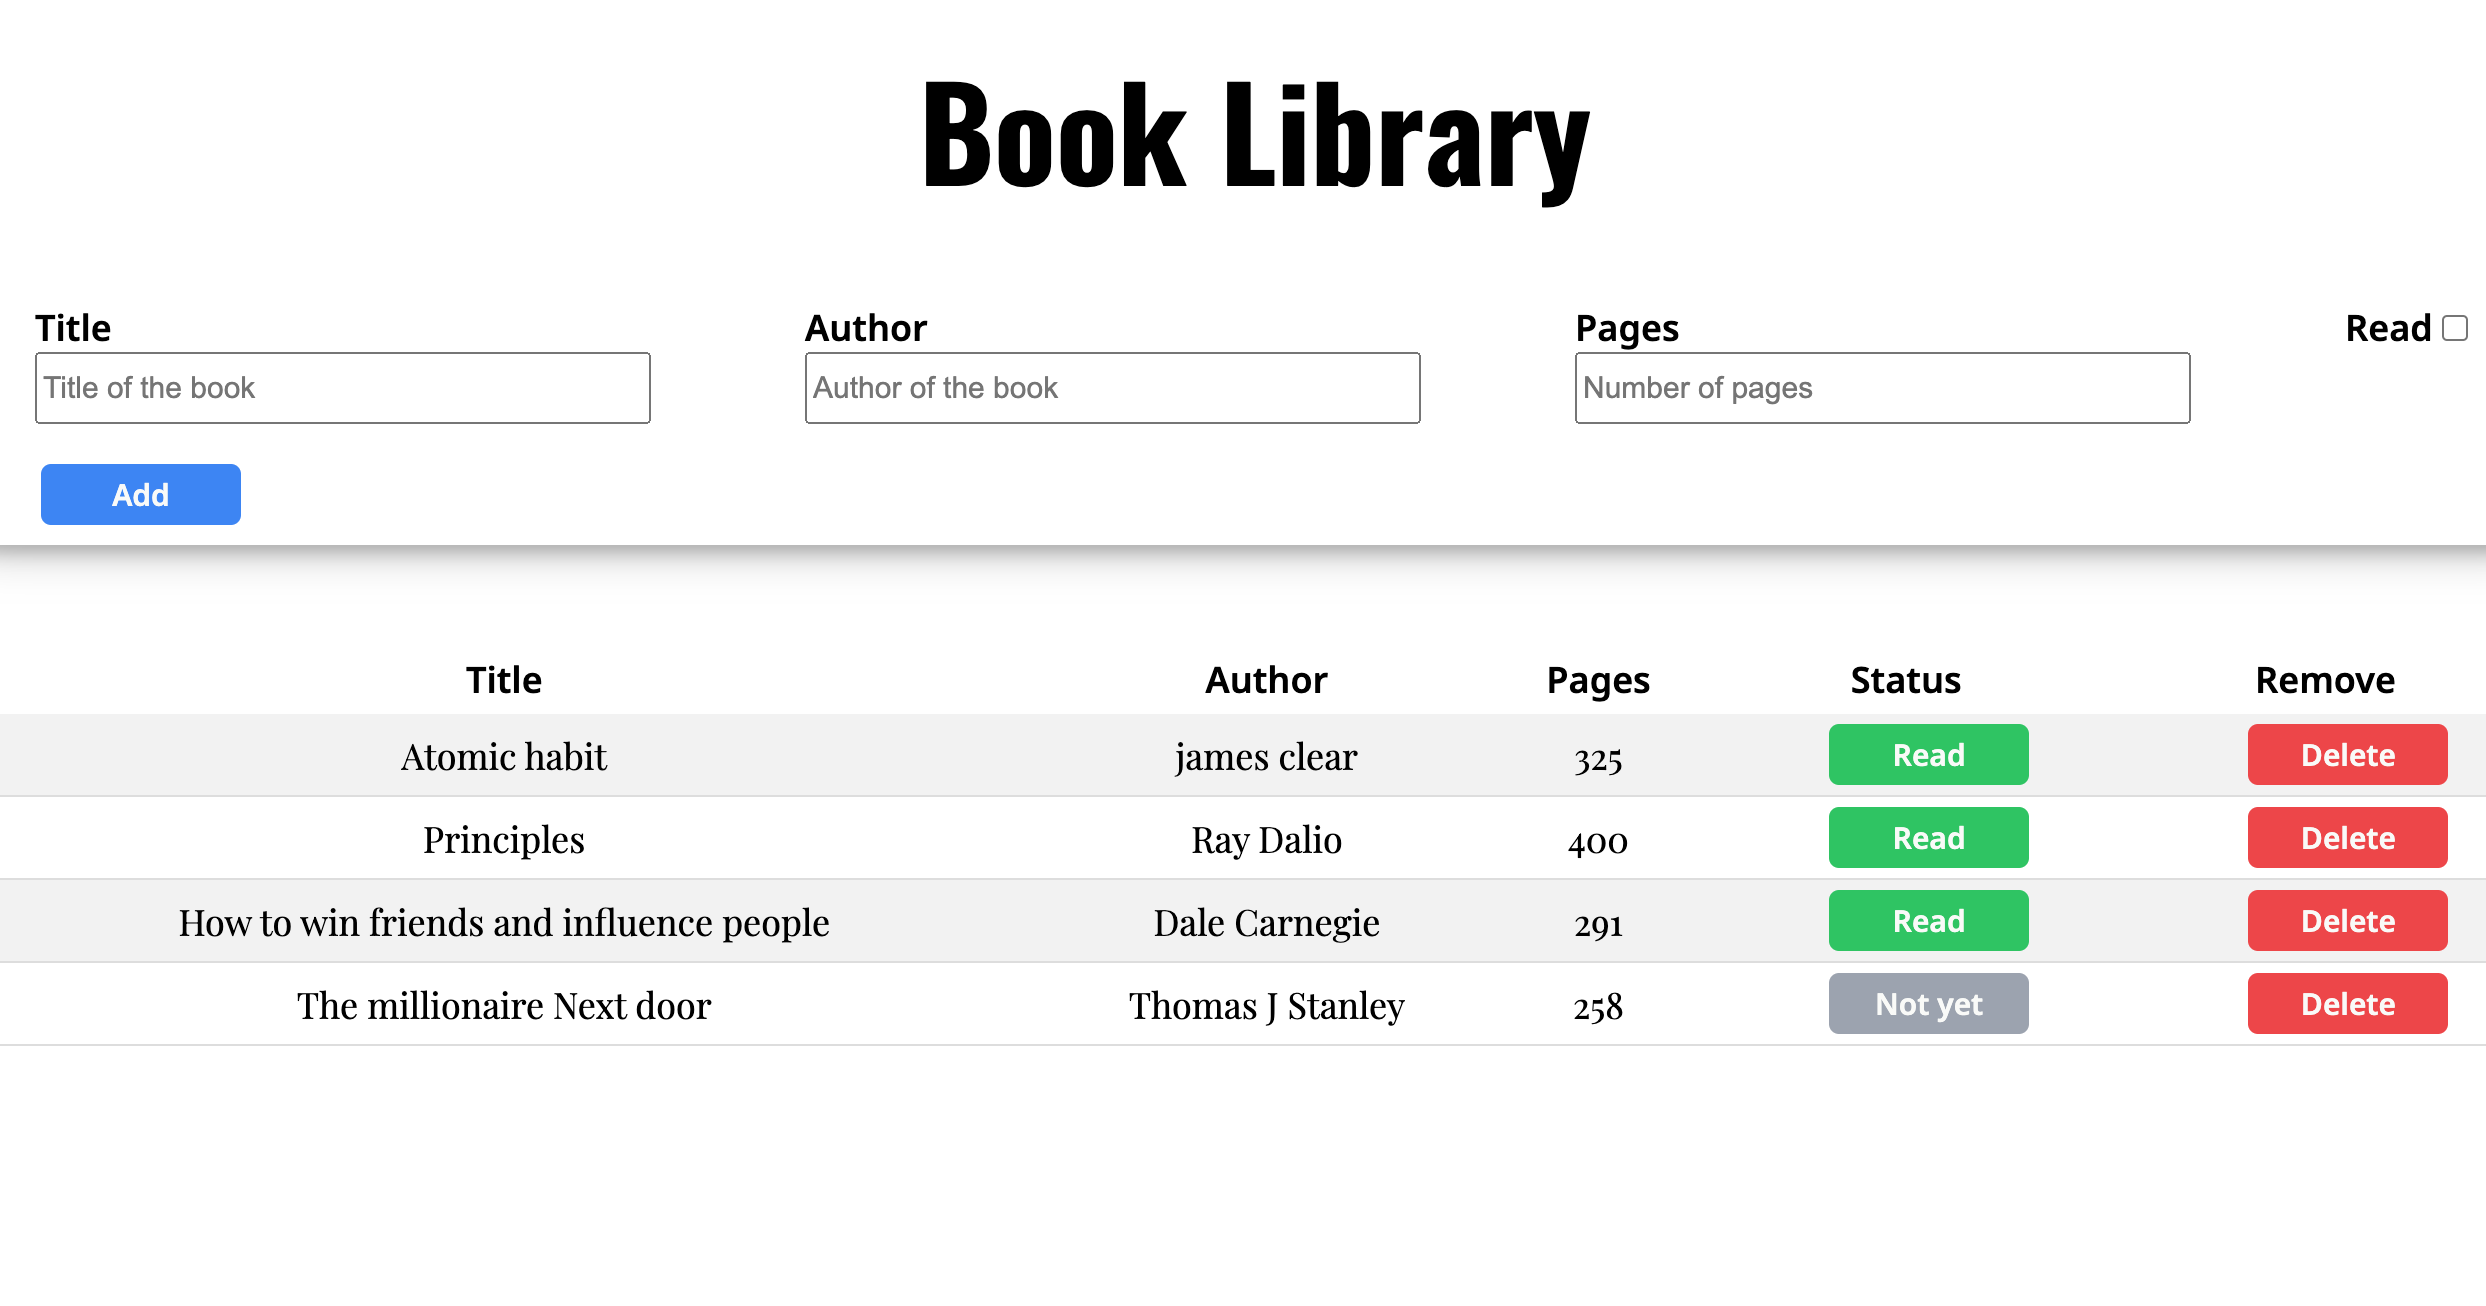 Book Library
Title Author Pages Read
Title of the book Author of the book Number of pages
Add
Title Author Pages Status Remove
Atomic habit james clear 325 Read Delete
Principles Ray Dalio 400 Read Delete
How to win friends and influence people Dale Carnegie 291 Read Delete
The millionaire Next door Thomas J Stanley 258 Not yet Delete